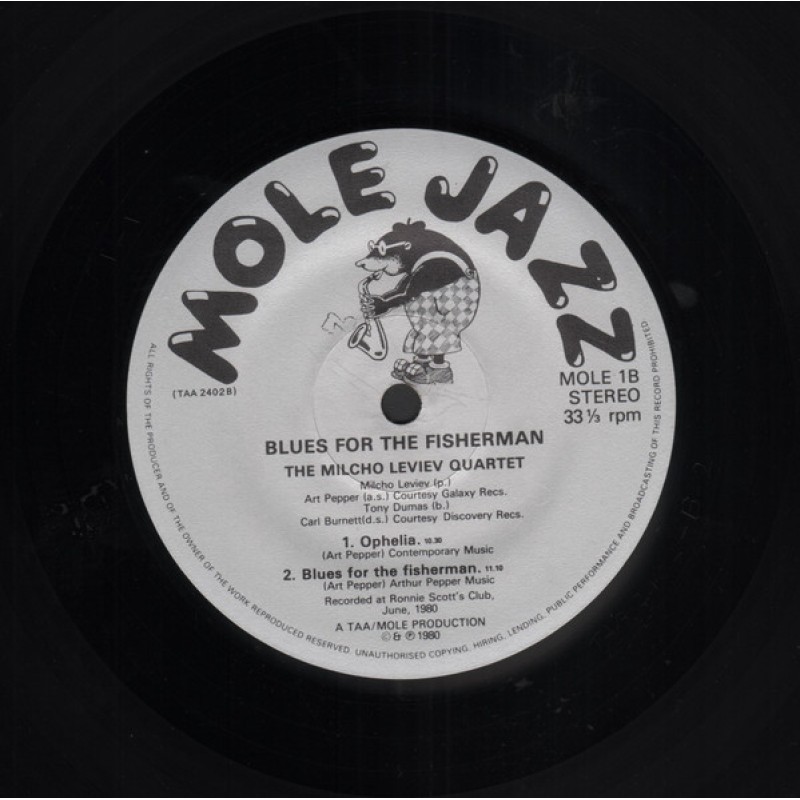 MOLE JAZZ
(TAA 2402B)
MOLE 1B
STEREO
33⅓ rpm
BLUES FOR THE FISHERMAN
THE MILCHO LEVIEV QUARTET
Milcho Leviev (p.)
Art Pepper (a.s.) Courtesy Galaxy Recs.
Tony Dumas (b.)
Carl Burnett(d.s.) Courtesy Discovery Recs.
1. Ophelia. 10.30
(Art Pepper) Contemporary Music
2. Blues for the fisherman. 11.10
(Art Pepper) Arthur Pepper Music
Recorded at Ronnie Scott's Club,
June, 1980
A TAA/MOLE PRODUCTION
© & ℗ 1980
ALL RIGHTS OF THE PRODUCER AND OF THE OWNER OF THE WORK REPRODUCED RESERVED. UNAUTHORISED COPYING, HIRING, LENDING, PUBLIC PERFORMANCE AND BROADCASTING OF THIS RECORD PROHIBITED.